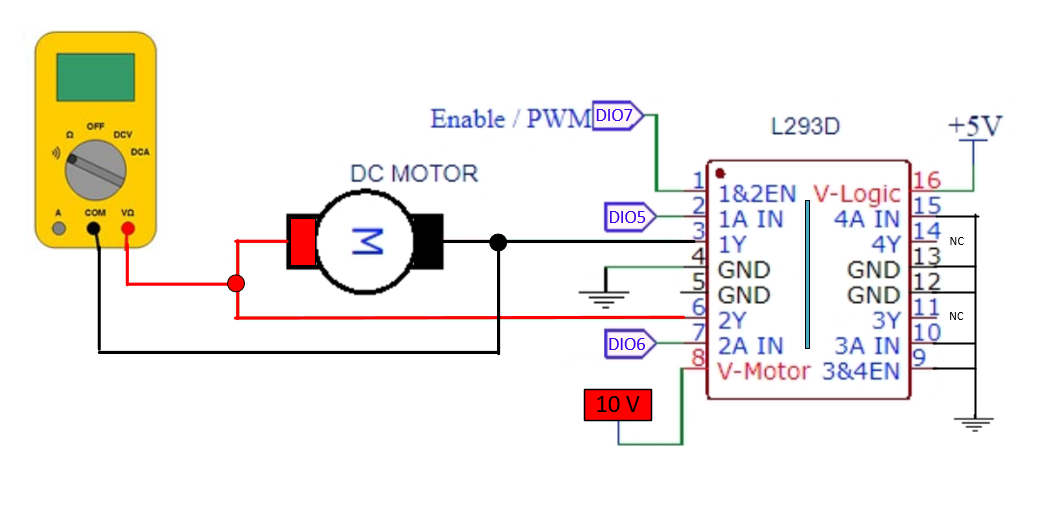 OFF
Ω
DCV
DCA
A
COM
VΩ
DC MOTOR
M
Enable / PWM
DIO7
DIO5
DIO6
10 V
L293D
+5V
1
1&2EN
V-Logic
16
2
1A IN
4A IN
15
3
1Y
4Y
14
NC
4
GND
GND
13
5
GND
GND
12
6
2Y
3Y
11
NC
7
2A IN
3A IN
10
8
V-Motor
3&4EN
9